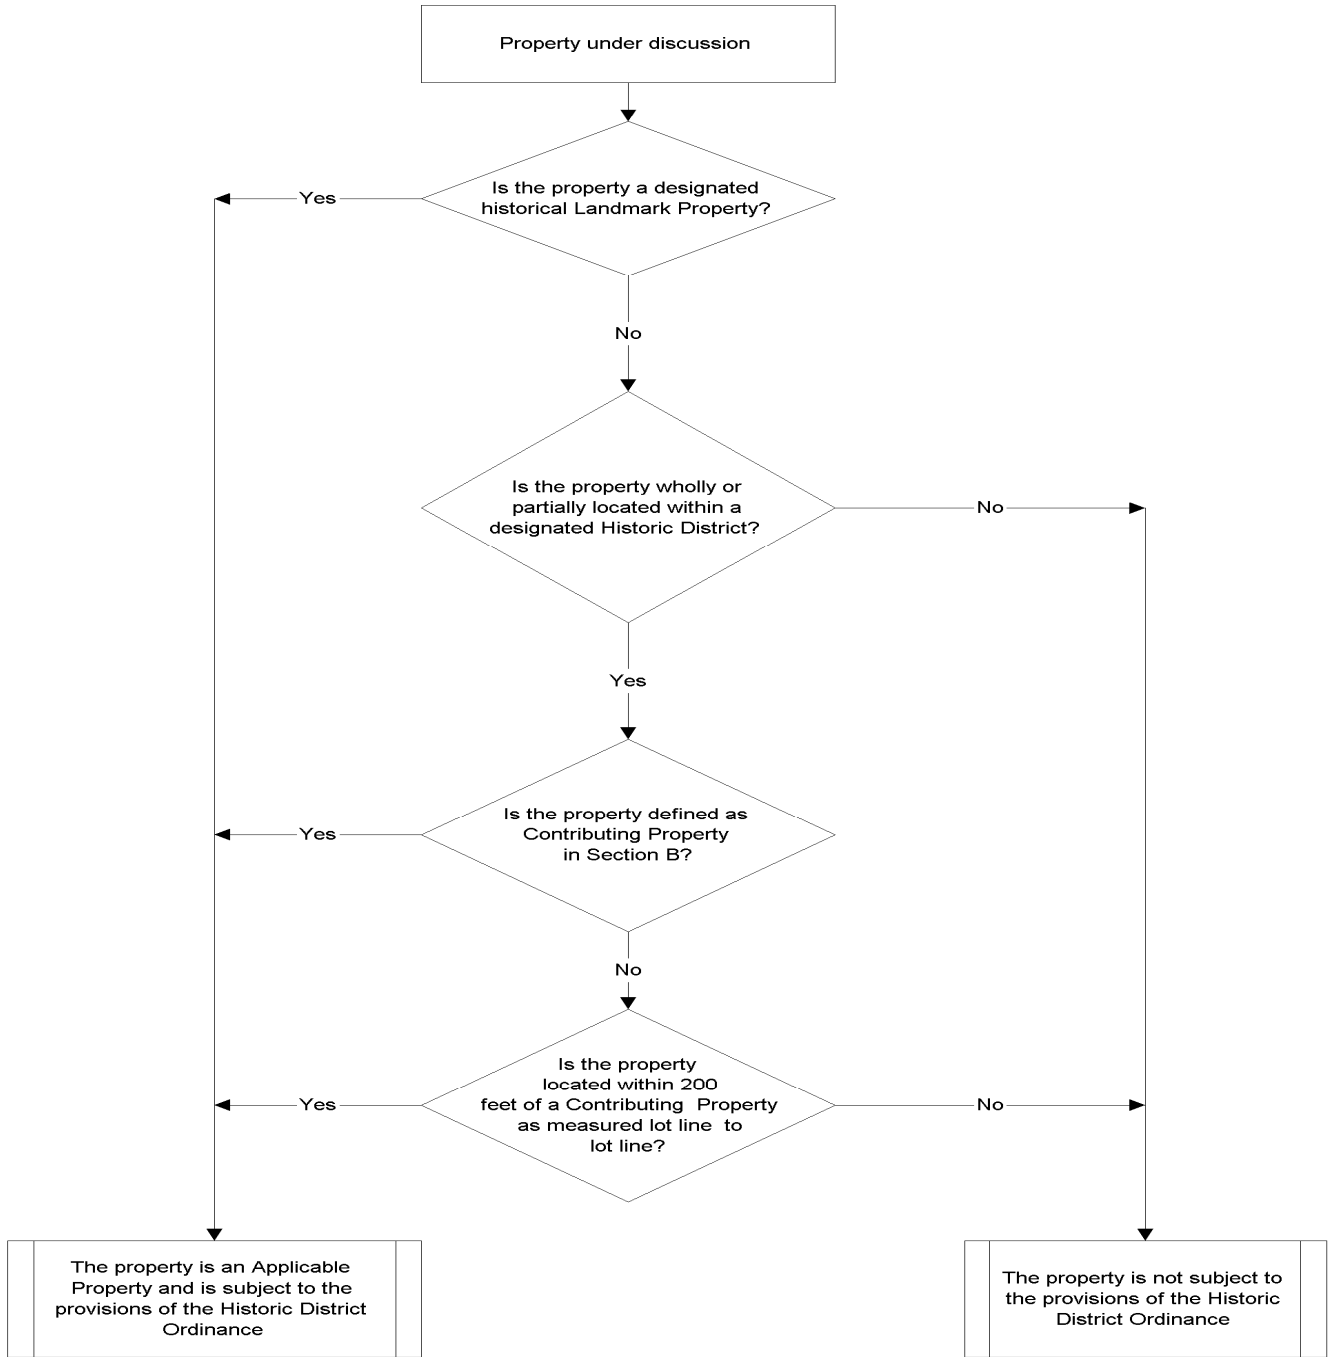 Property under discussion
Is the property a designated
historical Landmark Property?
Yes
No
Is the property wholly or
partially located within a
designated Historic District?
No
Yes
Is the property defined as
Contributing Property
in Section B?
Yes
No
Is the property
located within 200
feet of a Contributing Property
as measured lot line to
lot line?
Yes
No
The property is an Applicable
Property and is subject to the
provisions of the Historic District
Ordinance
The property is not subject to
the provisions of the Historic
District Ordinance